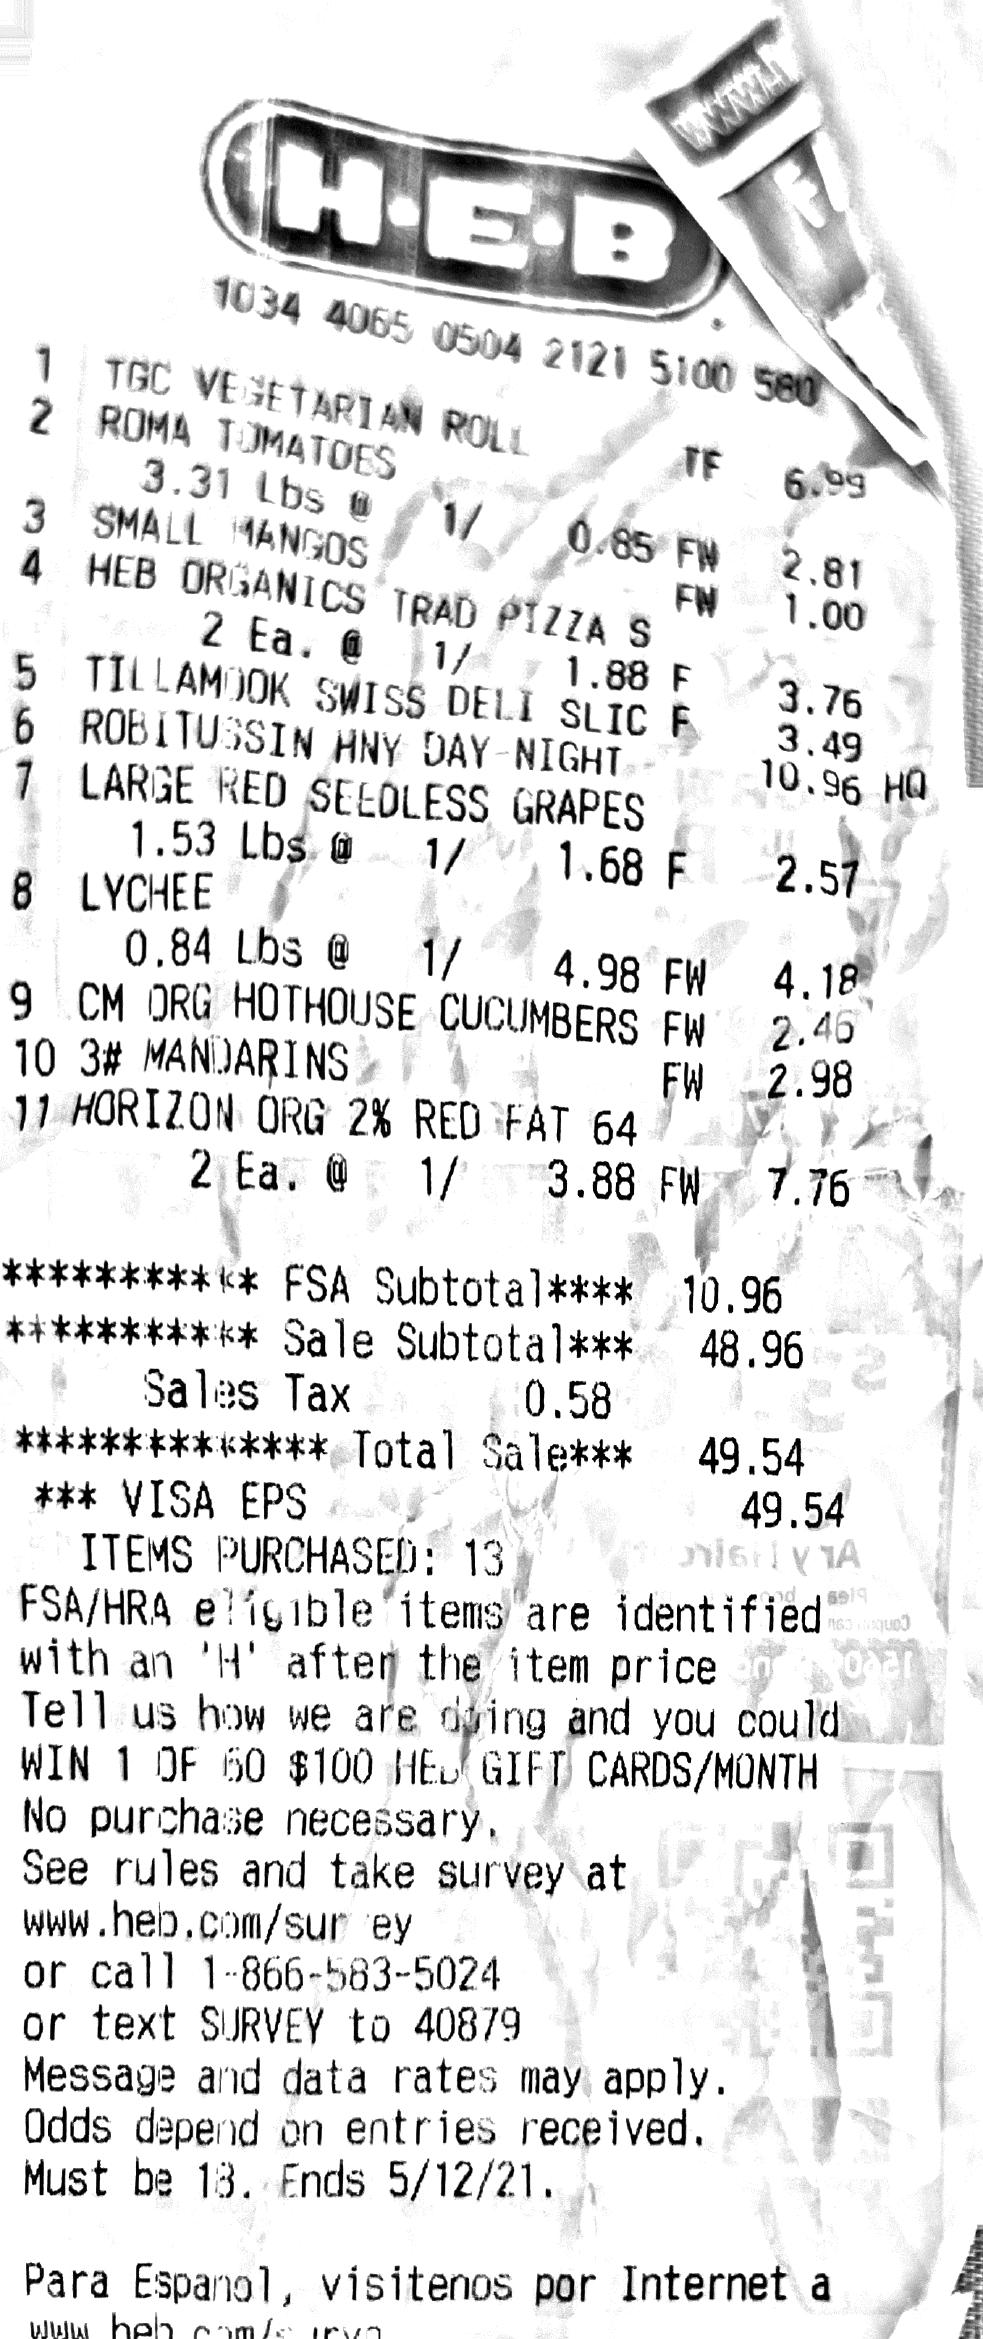 H·E·B
1034 4065 0504 2121 5100 580
1 TGC VEGETARIAN ROLL TF 6.99
2 ROMA TOMATOES
3.31 Lbs @ 1/ 0.85 FW 2.81
3 SMALL MANGOS FW 1.00
4 HEB ORGANICS TRAD PIZZA S
2 Ea. @ 1/ 1.88 F 3.76
5 TILLAMOOK SWISS DELI SLIC F 3.49
6 ROBITUSSIN HNY DAY-NIGHT 10.96 HQ
7 LARGE RED SEEDLESS GRAPES
1.53 Lbs @ 1/ 1.68 F 2.57
8 LYCHEE
0.84 Lbs @ 1/ 4.98 FW 4.18
9 CM ORG HOTHOUSE CUCUMBERS FW 2.46
10 3# MANDARINS FW 2.98
11 HORIZON ORG 2% RED FAT 64
2 Ea. @ 1/ 3.88 FW 7.76
************ FSA Subtotal**** 10.96
************ Sale Subtotal*** 48.96
Sales Tax 0.58
*************** Total Sale*** 49.54
*** VISA EPS 49.54
ITEMS PURCHASED: 13
FSA/HRA eligible items are identified
with an 'H' after the item price
Tell us how we are doing and you could
WIN 1 OF 60 $100 HEB GIFT CARDS/MONTH
No purchase necessary.
See rules and take survey at
www.heb.com/sur ey
or call 1-866-583-5024
or text SURVEY to 40879
Message and data rates may apply.
Odds depend on entries received.
Must be 18. Ends 5/12/21.
Para Espanol, visitenos por Internet a